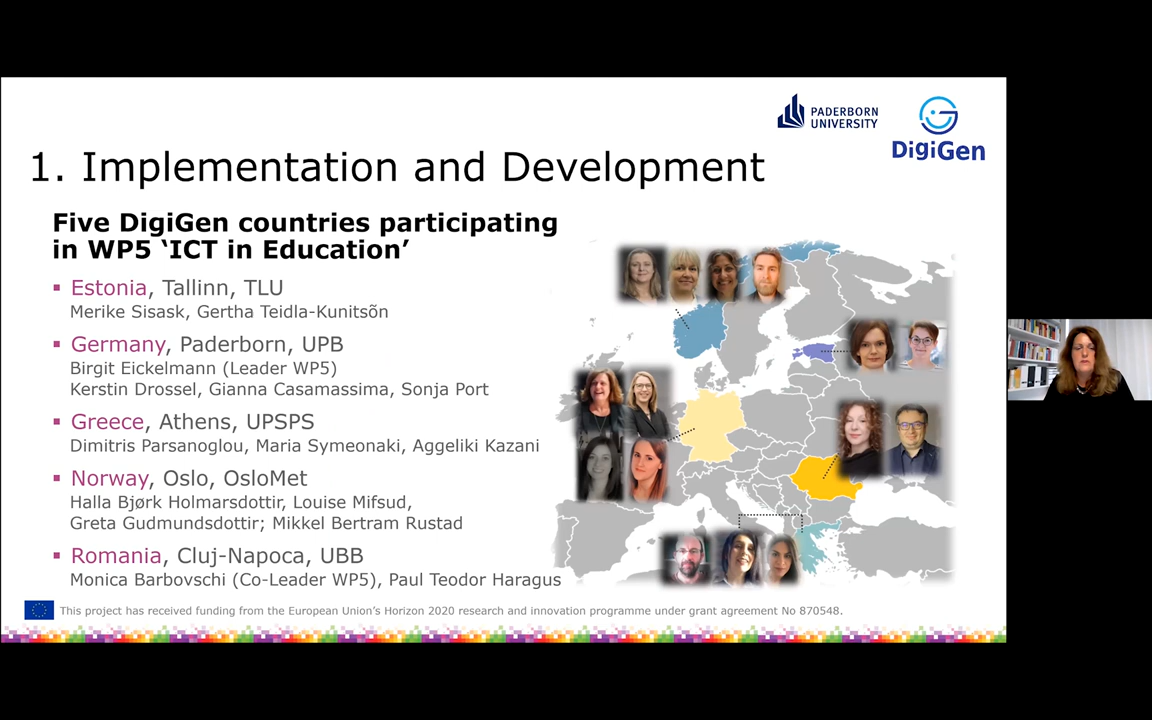 PADERBORN
UNIVERSITY
DigiGen
1. Implementation and Development
Five DigiGen countries participating
in WP5 ‘ICT in Education’
▪ Estonia, Tallinn, TLU
Merike Sisask, Gertha Teidla-Kunitsõn
▪ Germany, Paderborn, UPB
Birgit Eickelmann (Leader WP5)
Kerstin Drossel, Gianna Casamassima, Sonja Port
▪ Greece, Athens, UPSPS
Dimitris Parsanoglou, Maria Symeonaki, Aggeliki Kazani
▪ Norway, Oslo, OsloMet
Halla Bjørk Holmarsdottir, Louise Mifsud,
Greta Gudmundsdottir; Mikkel Bertram Rustad
▪ Romania, Cluj-Napoca, UBB
Monica Barbovschi (Co-Leader WP5), Paul Teodor Haragus
This project has received funding from the European Union’s Horizon 2020 research and innovation programme under grant agreement No 870548.